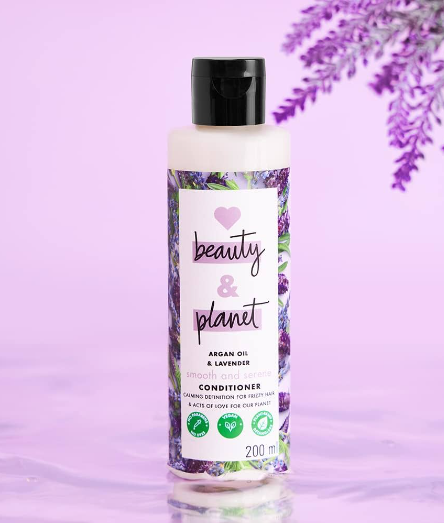 beauty
&
planet
ARGAN OIL
& LAVENDER
smooth and serene
CONDITIONER
CALMING DEFINITION FOR FRIZZY HAIR
& ACTS OF LOVE FOR OUR PLANET
VEGAN
200 ml